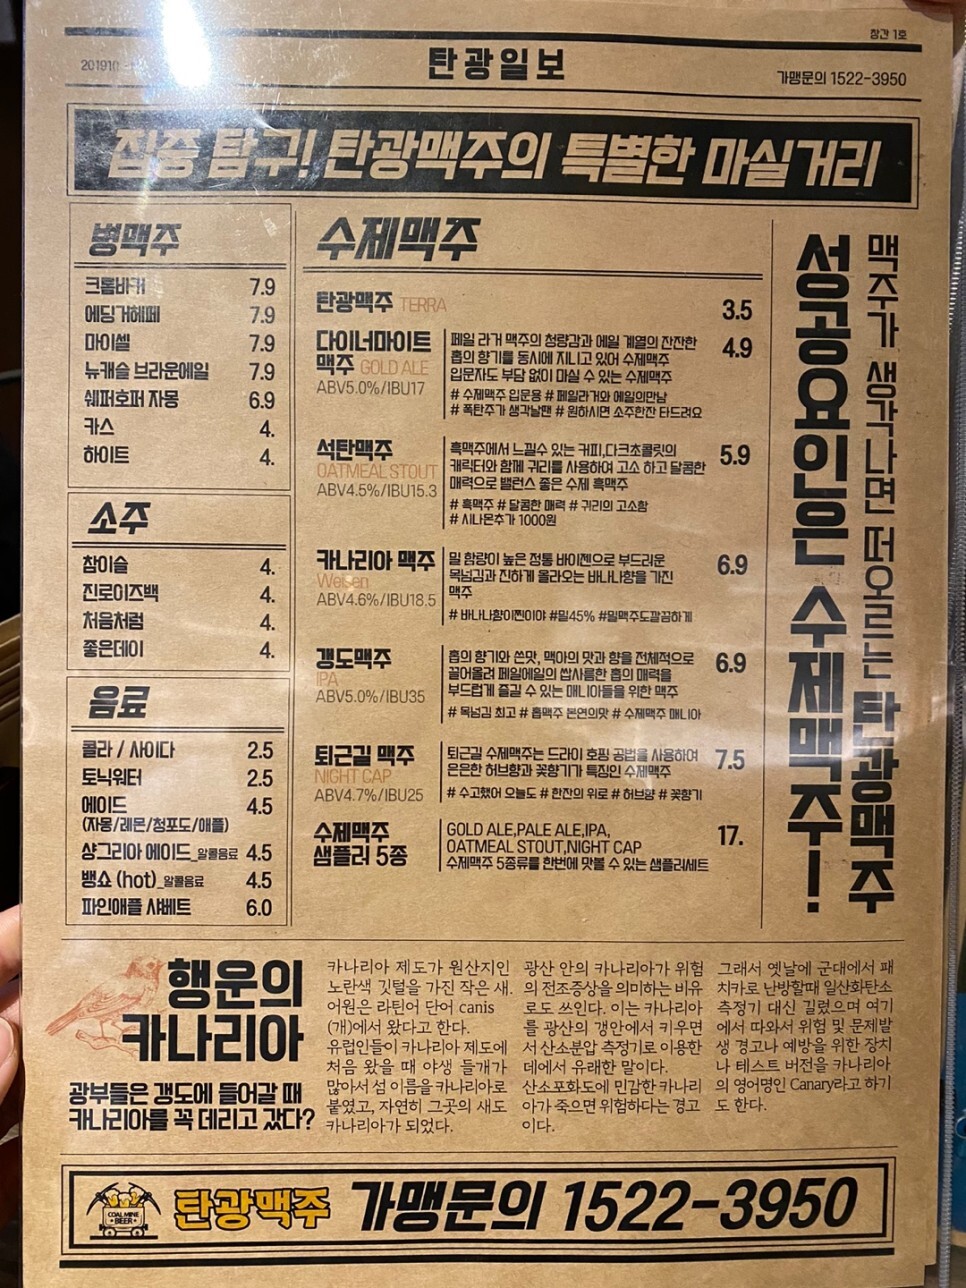 창간 1호
탄광일보
가맹문의 1522-3950
집중 탐구! 탄광맥주의 특별한 마실거리
병맥주
크롬바커 7.9
에딩거헤페 7.9
마이셀 7.9
뉴캐슬 브라운에일 7.9
쉐퍼호퍼 자몽 6.9
카스 4.
하이트 4.
소주
참이슬 4.
진로이즈백 4.
처음처럼 4.
좋은데이 4.
음료
콜라 / 사이다 2.5
토닉워터 2.5
에이드 4.5
(자몽/레몬/청포도/애플)
샹그리아 에이드_알콜음료 4.5
뱅쇼 (hot)_알콜음료 4.5
파인애플 샤베트 6.0
수제맥주
탄광맥주 TERRA 3.5
다이너마이트
맥주 GOLD ALE
ABV5.0%/IBU17
페일 라거 맥주의 청량감과 에일 계열의 잔잔한
홉의 향기를 동시에 지니고 있어 수제맥주
입문자도 부담 없이 마실 수 있는 수제맥주
# 수제맥주 입문용 # 페일라거와 에일의만남
# 폭탄주가 생각날땐 # 원하시면 소주한잔 타드려요
4.9
석탄맥주
OATMEAL STOUT
ABV4.5%/IBU15.3
흑맥주에서 느낄수 있는 커피,다크초콜릿의
캐릭터와 함께 귀리를 사용하여 고소 하고 달콤한
매력으로 밸런스 좋은 수제 흑맥주
# 흑맥주 # 달콤한 매력 # 귀리의 고소함
# 시나몬추가 1000원
5.9
카나리아 맥주
ABV4.6%/IBU18.5
밀 함량이 높은 정통 바이젠으로 부드러운
목넘김과 진하게 올라오는 바나나향을 가진
맥주
# 바나나향이찐이야 #밀45% #밀맥주도깔끔하게
6.9
갱도맥주
IPA
ABV5.0%/IBU35
홉의 향기와 쓴맛, 맥아의 맛과 향을 전체적으로
끌어올려 페일에일의 쌉사름한 홉의 매력을
부드럽게 즐길 수 있는 매니아들을 위한 맥주
# 목넘김 최고 # 홉맥주 본연의맛 # 수제맥주 매니아
6.9
퇴근길 맥주
NIGHT CAP
ABV4.7%/IBU25
퇴근길 수제맥주는 드라이 호핑 공법을 사용하여
은은한 허브향과 꽃향기가 특징인 수제맥주
# 수고했어 오늘도 # 한잔의 위로 # 허브향 # 꽃향기
7.5
수제맥주
샘플러 5종
GOLD ALE,PALE ALE,IPA,
OATMEAL STOUT,NIGHT CAP
수제맥주 5종류를 한번에 맛볼 수 있는 샘플러세트
17.
맥주가 생각나면 떠오르는 탄광맥주
성공요인은 수제맥주!
행운의
카나리아
광부들은 갱도에 들어갈 때
카나리아를 꼭 데리고 갔다?
카나리아 제도가 원산지인
노란색 깃털을 가진 작은 새.
어원은 라틴어 단어 canis
(개)에서 왔다고 한다.
유럽인들이 카나리아 제도에
처음 왔을 때 야생 들개가
많아서 섬 이름을 카나리아로
붙였고, 자연히 그곳의 새도
카나리아가 되었다.
광산 안의 카나리아가 위험
의 전조증상을 의미하는 비유
로도 쓰인다. 이는 카나리아
를 광산의 갱안에서 키우면
서 산소분압 측정기로 이용한
데에서 유래한 말이다.
산소포화도에 민감한 카나리
아가 죽으면 위험하다는 경고
이다.
그래서 옛날에 군대에서 패
치카로 난방할때 일산화탄소
측정기 대신 길렀으며 여기
에서 따와서 위험 및 문제발
생 경고나 예방을 위한 장치
나 테스트 버전을 카나리아
의 영어명인 Canary라고 하기
도 한다.
COAL MINE
BEER
탄광맥주 가맹문의 1522-3950